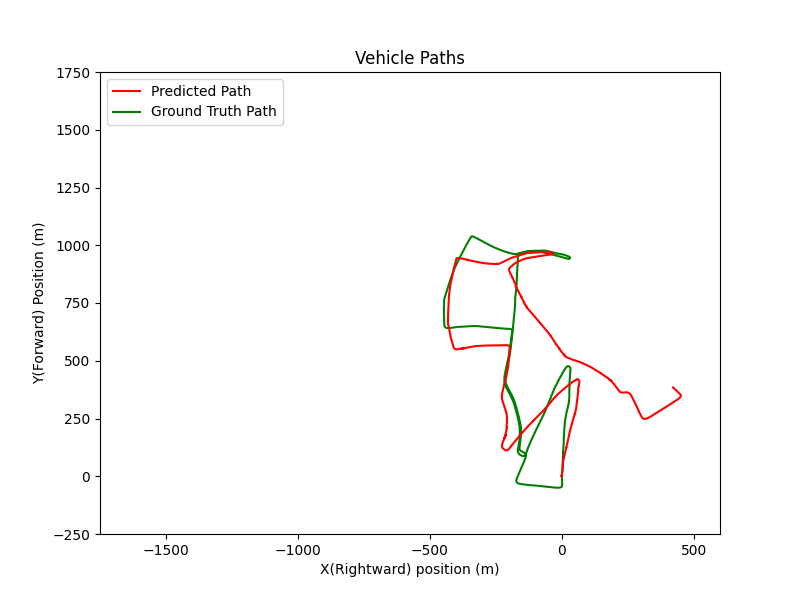 Vehicle Paths
Predicted Path
Ground Truth Path
1750
1500
1250
1000
750
500
250
0
−250
Y(Forward) Position (m)
−1500
−1000
−500
0
500
X(Rightward) position (m)